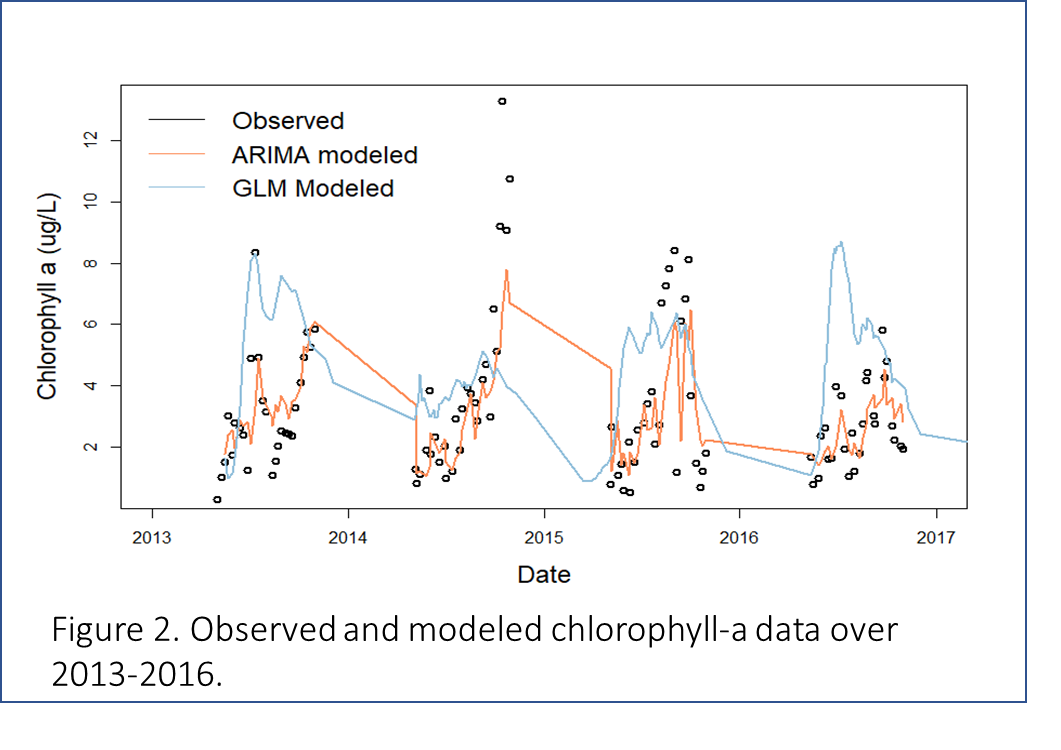 Observed
ARIMA modeled
GLM Modeled
12
10
8
6
4
2
Chlorophyll a (ug/L)
2013 2014 2015 2016 2017
Date
Figure 2. Observed and modeled chlorophyll-a data over
2013-2016.